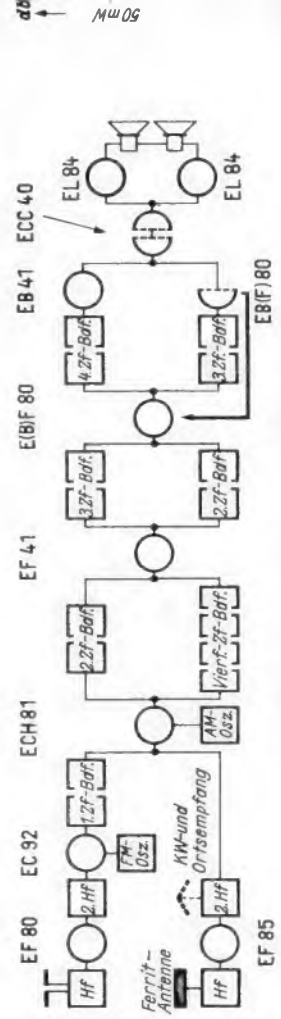 EF 80
EC 92
ECH 81
EF 41
E(B)F 80
EB 41
ECC 40
EL 84
EL 84
EB(F) 80
EF 85
Hf
2.Hf
FM-
Osz.
1.Zf-Bdf.
AM-
Osz.
2.Zf-Bdf.
Vierf.-Zf-Bdf.
3.Zf-Bdf.
2.Zf-Bdf.
4.Zf-Bdf.
3.Zf-Bdf.
Ferrit-
Antenne
Hf
2.Hf
KW-und
Ortsempfang
db
50 mW